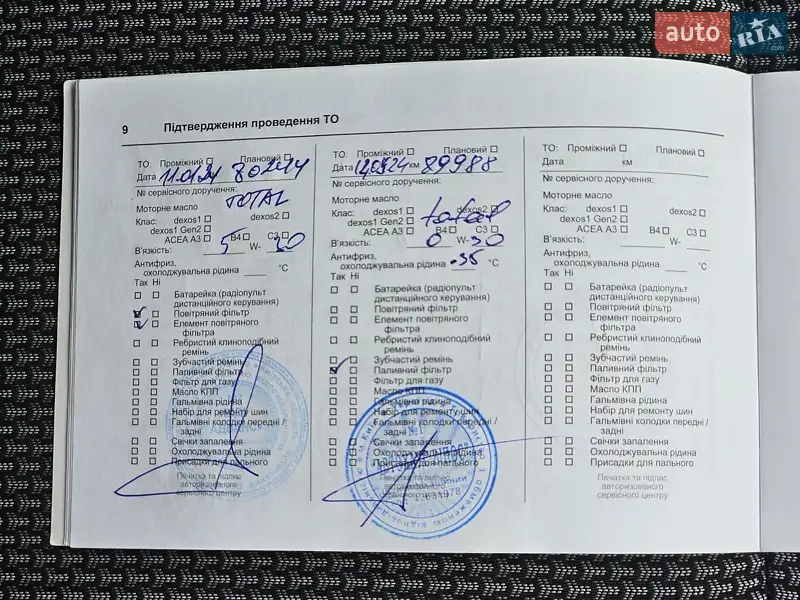 auto RIA .com
9 Підтвердження проведення ТО
ТО: Проміжний Плановий
Дата 11.01.24 80244
№ сервісного доручення:
Моторне масло TOTAL
Клас: dexos1 dexos2
dexos1 Gen2
ACEA A3 B4 C3
В'язкість: 5 W- 30
Антифриз,
охолоджувальна рідина °C
Так Ні
Батарейка (радіопульт
дистанційного керування)
Повітряний фільтр
Елемент повітряного
фільтра
Ребристий клиноподібний
ремінь
Зубчастий ремінь
Паливний фільтр
Фільтр для газу
Масло КПП
Гальмівна рідина
Набір для ремонту шин
Гальмівні колодки передні /
задні
Свічки запалення
Охолоджувальна рідина
Присадки для пального
Печатка та підпис
авторизованого
сервісного центру
ТО: Проміжний Плановий
Дата км 89988
№ сервісного доручення:
Моторне масло
Клас: dexos1 dexos2 total
dexos1 Gen2
ACEA A3 B4 C3
В'язкість: 0 W- 30
Антифриз,
охолоджувальна рідина -35 °C
Так Ні
Батарейка (радіопульт
дистанційного керування)
Повітряний фільтр
Елемент повітряного
фільтра
Ребристий клиноподібний
ремінь
Зубчастий ремінь
Паливний фільтр
Фільтр для газу
Масло КПП
Гальмівна рідина
Набір для ремонту шин
Гальмівні колодки передні /
задні
Свічки запалення
Охолоджувальна рідина
Присадки для пального
Печатка та підпис
авторизованого
сервісного центру
ТО: Проміжний Плановий
Дата км
№ сервісного доручення:
Моторне масло
Клас: dexos1 dexos2
dexos1 Gen2
ACEA A3 B4 C3
В'язкість: W-
Антифриз,
охолоджувальна рідина °C
Так Ні
Батарейка (радіопульт
дистанційного керування)
Повітряний фільтр
Елемент повітряного
фільтра
Ребристий клиноподібний
ремінь
Зубчастий ремінь
Паливний фільтр
Фільтр для газу
Масло КПП
Гальмівна рідина
Набір для ремонту шин
Гальмівні колодки передні /
задні
Свічки запалення
Охолоджувальна рідина
Присадки для пального
Печатка та підпис
авторизованого
сервісного центру